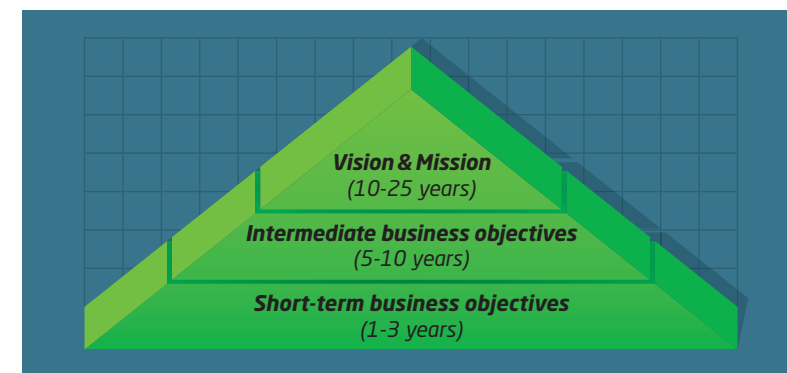 Vision & Mission
(10-25 years)
Intermediate business objectives
(5-10 years)
Short-term business objectives
(1-3 years)